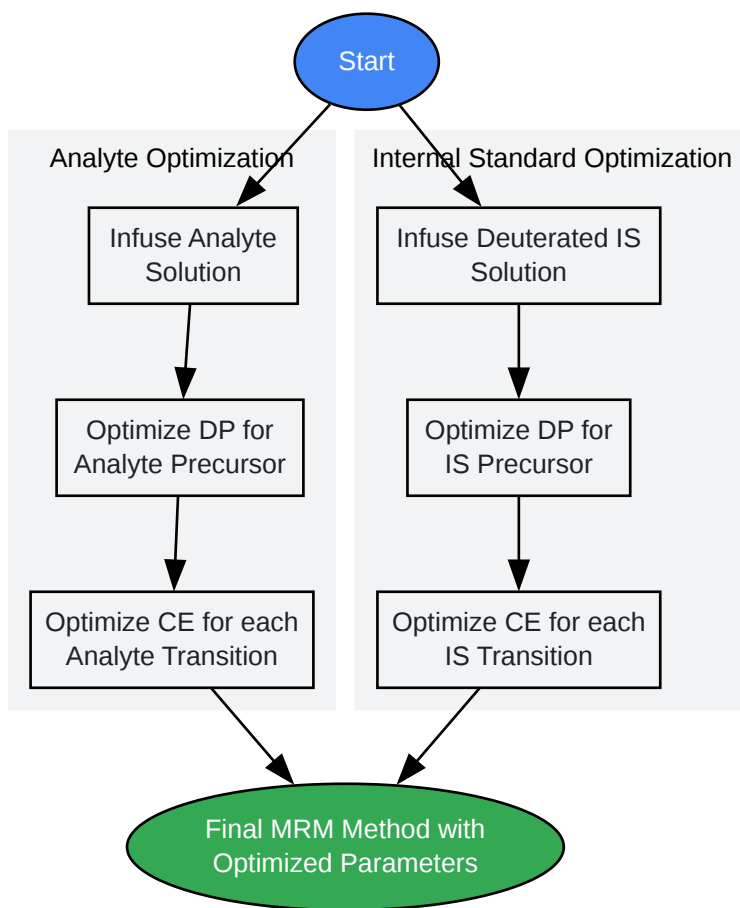 Start
Analyte Optimization
Internal Standard Optimization
Infuse Analyte
Solution
Infuse Deuterated IS
Solution
Optimize DP for
Analyte Precursor
Optimize DP for
IS Precursor
Optimize CE for each
Analyte Transition
Optimize CE for each
IS Transition
Final MRM Method with
Optimized Parameters